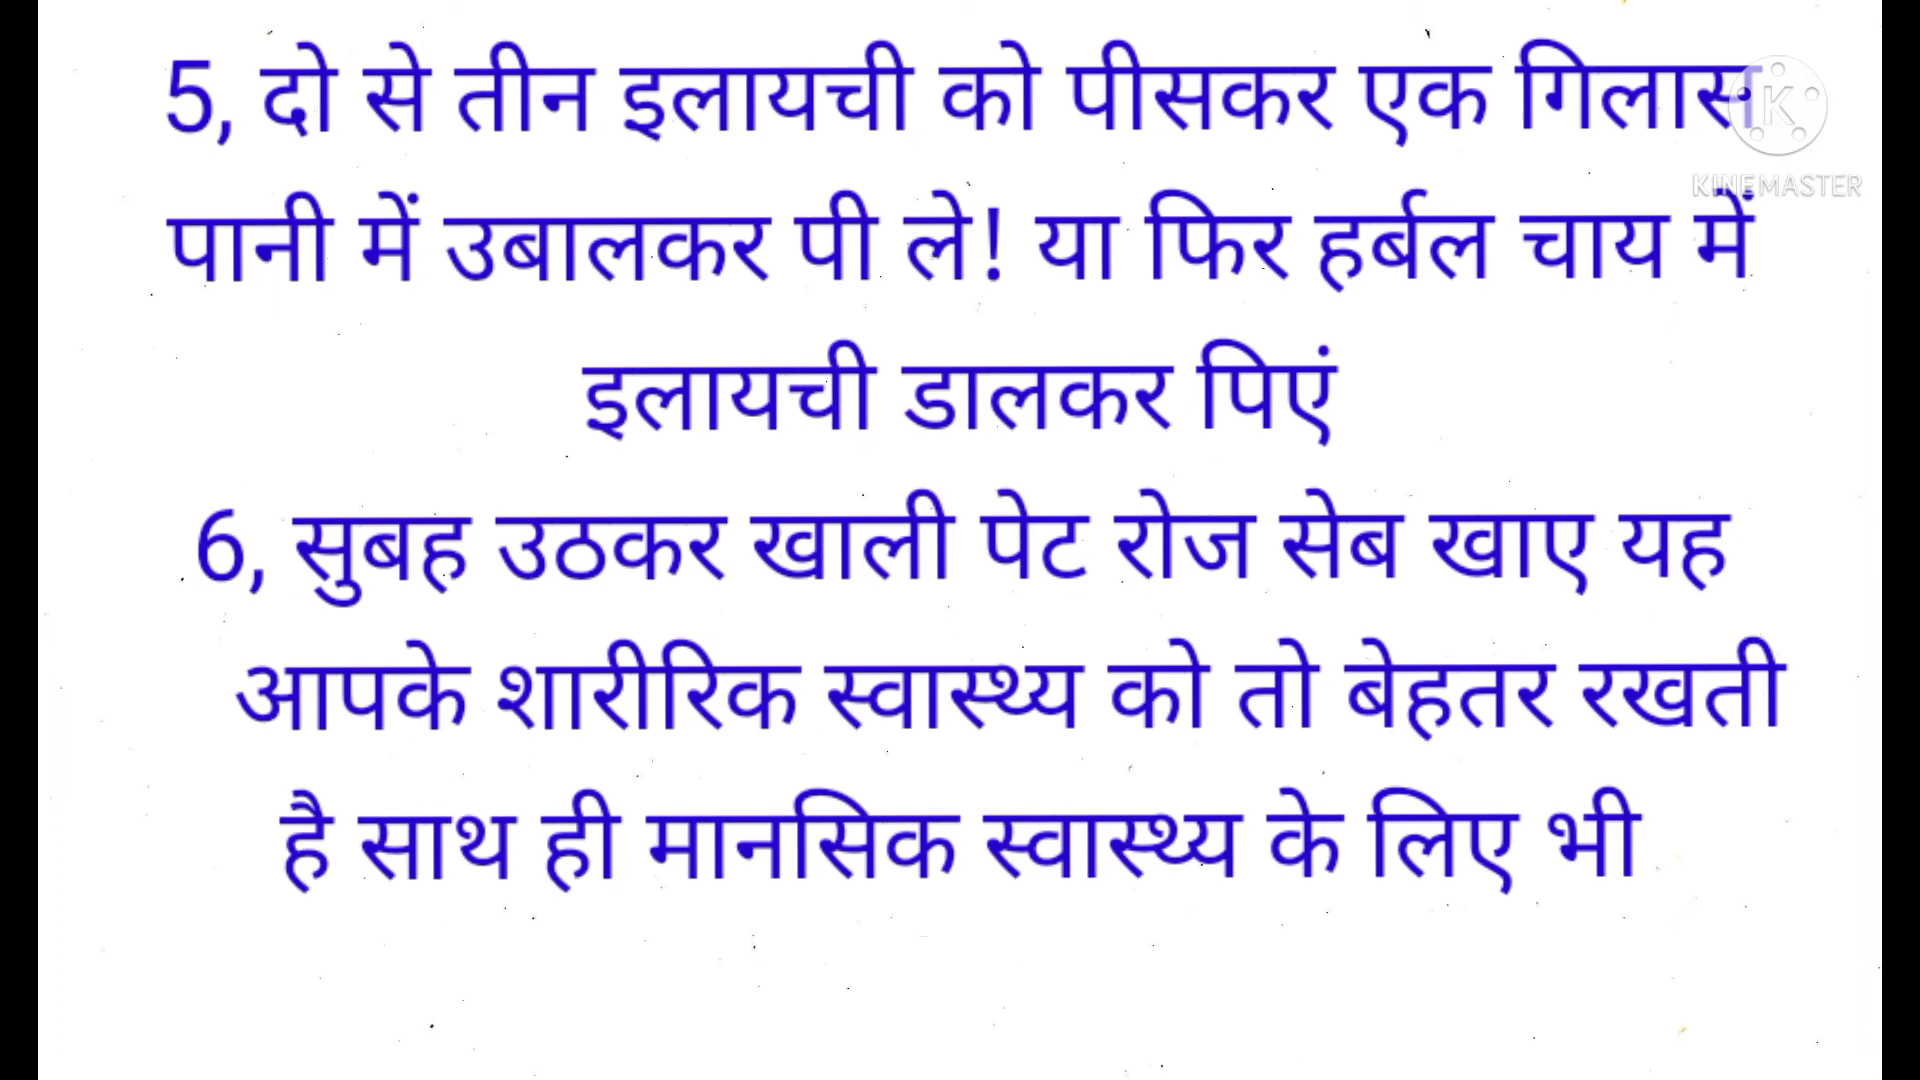 5, दो से तीन इलायची को पीसकर एक गिलास
KINEMASTER
पानी में उबालकर पी ले! या फिर हर्बल चाय में
इलायची डालकर पिएं
6, सुबह उठकर खाली पेट रोज सेब खाए यह
आपके शारीरिक स्वास्थ्य को तो बेहतर रखती
है साथ ही मानसिक स्वास्थ्य के लिए भी